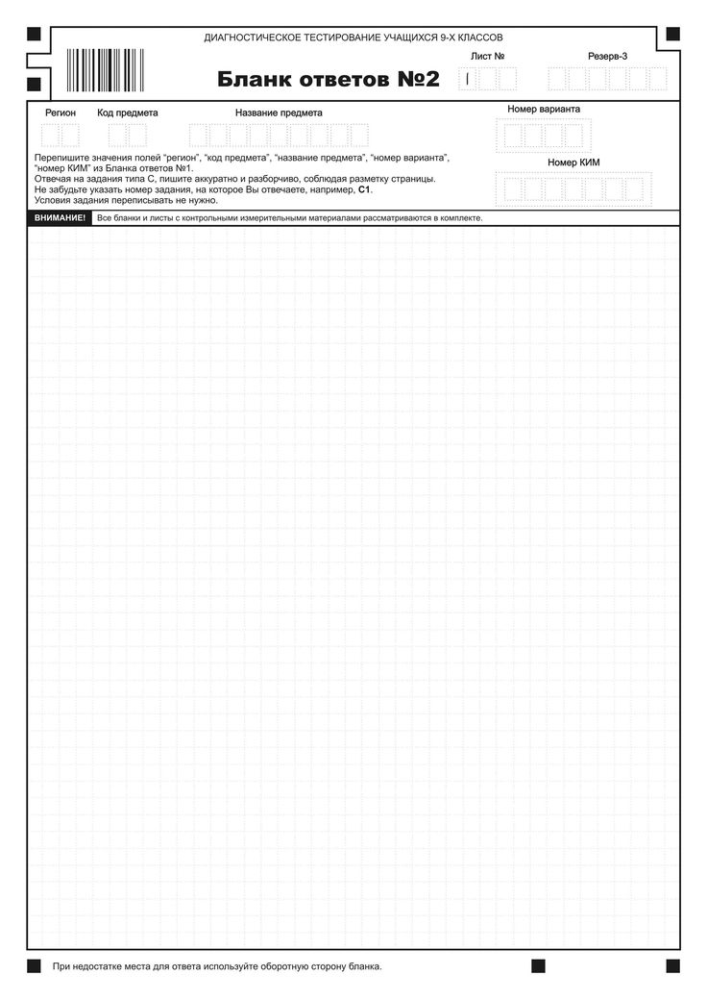 ДИАГНОСТИЧЕСКОЕ ТЕСТИРОВАНИЕ УЧАЩИХСЯ 9-Х КЛАССОВ
Лист № Резерв-3
Бланк ответов №2
1
Номер варианта
Регион Код предмета Название предмета
Перепишите значения полей “регион”, “код предмета”, “название предмета”, “номер варианта”,
“номер КИМ” из Бланка ответов №1.
Номер КИМ
Отвечая на задания типа С, пишите аккуратно и разборчиво, соблюдая разметку страницы.
Не забудьте указать номер задания, на которое Вы отвечаете, например, С1.
Условия задания переписывать не нужно.
ВНИМАНИЕ! Все бланки и листы с контрольными измерительными материалами рассматриваются в комплекте.
При недостатке места для ответа используйте оборотную сторону бланка.